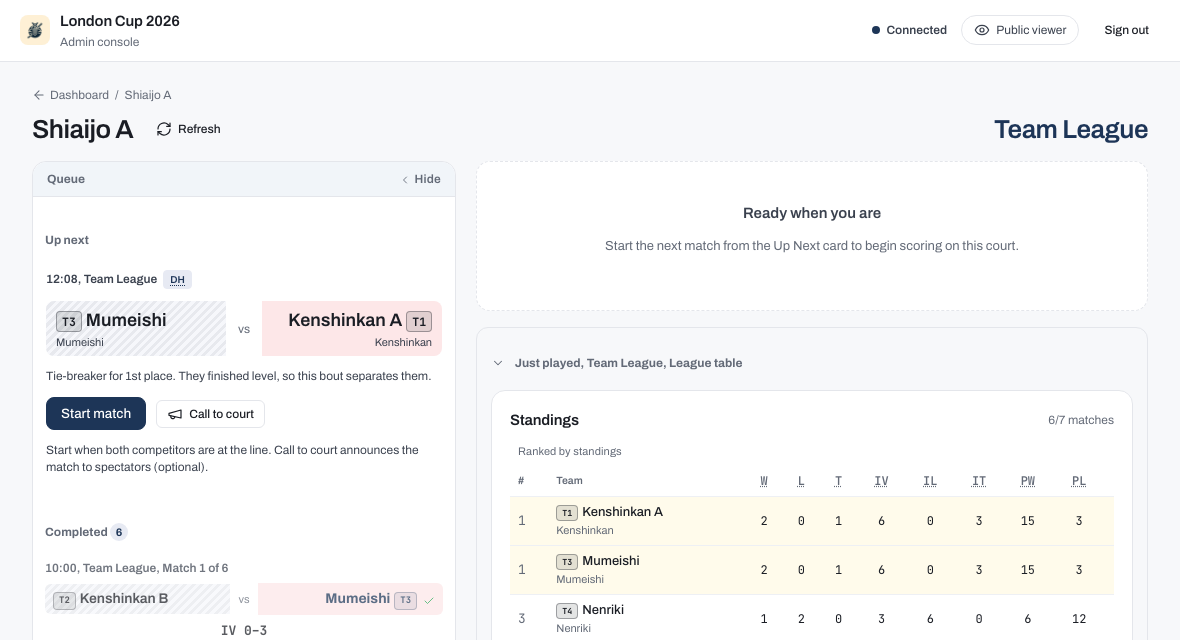 London Cup 2026
Admin console
Connected
Public viewer
Sign out
Dashboard / Shiaijo A
Shiaijo A
Refresh
Team League
Queue
Hide
Up next
12:08, Team League DH
T3 Mumeishi
Mumeishi
vs
Kenshinkan A T1
Kenshinkan
Tie-breaker for 1st place. They finished level, so this bout separates them.
Start match
Call to court
Start when both competitors are at the line. Call to court announces the
match to spectators (optional).
Completed 6
10:00, Team League, Match 1 of 6
T2 Kenshinkan B vs Mumeishi T3
IV 0–3
Ready when you are
Start the next match from the Up Next card to begin scoring on this court.
Just played, Team League, League table
Standings
6/7 matches
Ranked by standings
# Team W L T IV IL IT PW PL
1 T1 Kenshinkan A 2 0 1 6 0 3 15 3
Kenshinkan
1 T3 Mumeishi 2 0 1 6 0 3 15 3
Mumeishi
3 T4 Nenriki 1 2 0 3 6 0 6 12
Nenriki